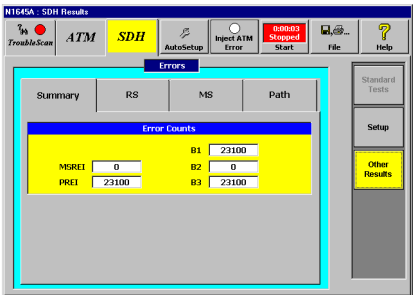 N1645A : SDH Results
TroubleScan
ATM
SDH
AutoSetup
Inject ATM
Error
0:00:03
Stopped
Start
File
Help
Errors
Summary
RS
MS
Path
Error Counts
B1 23100
MSREI 0 B2 0
PREI 23100 B3 23100
Standard
Tests
Setup
Other
Results